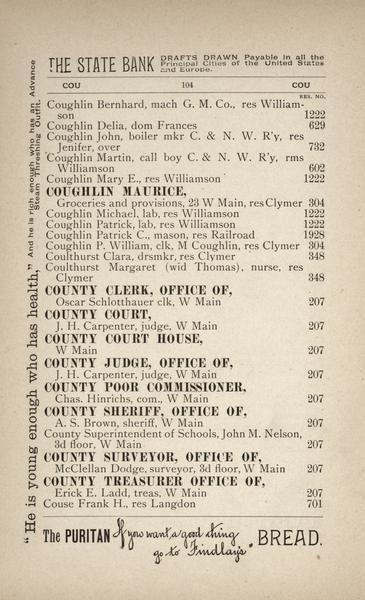 THE STATE BANK DRAFTS DRAWN Payable in all the
Principal Cities of the United States
and Europe.
COU 104 COU
RES. NO.
Coughlin Bernhard, mach G. M. Co., res William-
son 1222
Coughlin Delia, dom Frances 629
Coughlin John, boiler mkr C. & N. W. R'y, res
Jenifer, over 732
Coughlin Martin, call boy C. & N. W. R'y, rms
Williamson 602
Coughlin Mary E., res Williamson 1222
COUGHLIN MAURICE,
Groceries and provisions, 23 W Main, res Clymer 304
Coughlin Michael, lab, res Williamson 1222
Coughlin Patrick, lab, res Williamson 1222
Coughlin Patrick C., mason, res Railroad 1928
Coughlin P. William, clk, M Coughlin, res Clymer 304
Coulthurst Clara, drsmkr, res Clymer 348
Coulthurst Margaret (wid Thomas), nurse, res
Clymer 348
COUNTY CLERK, OFFICE OF,
Oscar Schlotthauer clk, W Main 207
COUNTY COURT,
J. H. Carpenter, judge, W Main 207
COUNTY COURT HOUSE,
W Main 207
COUNTY JUDGE, OFFICE OF,
J. H. Carpenter, judge, W Main 207
COUNTY POOR COMMISSIONER,
Chas. Hinrichs, com., W Main 207
COUNTY SHERIFF, OFFICE OF,
A. S. Brown, sheriff, W Main 207
County Superintendent of Schools, John M. Nelson,
3d floor, W Main 207
COUNTY SURVEYOR, OFFICE OF,
McClellan Dodge, surveyor, 3d floor, W Main 207
COUNTY TREASURER OFFICE OF,
Erick E. Ladd, treas, W Main 207
Couse Frank H., res Langdon 701
The PURITAN If you want a good thing go to Findlay's BREAD.
"He is young enough who has health," And he is rich enough who has an Advance
Steam Threshing Outfit.